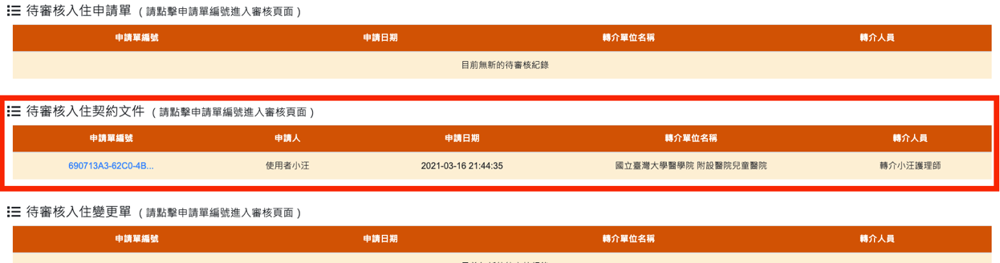 待審核入住申請單 (請點擊申請單編號進入審核頁面)
申請單編號 申請日期 轉介單位名稱 轉介人員
目前無新的待審核紀錄
待審核入住契約文件 (請點擊申請單編號進入審核頁面)
申請單編號 申請人 申請日期 轉介單位名稱 轉介人員
690713A3-62C0-4B... 使用者小汪 2021-03-16 21:44:35 國立臺灣大學醫學院 附設醫院兒童醫院 轉介小汪護理師
待審核入住變更單 (請點擊申請單編號進入審核頁面)
申請單編號 申請日期 轉介單位名稱 轉介人員